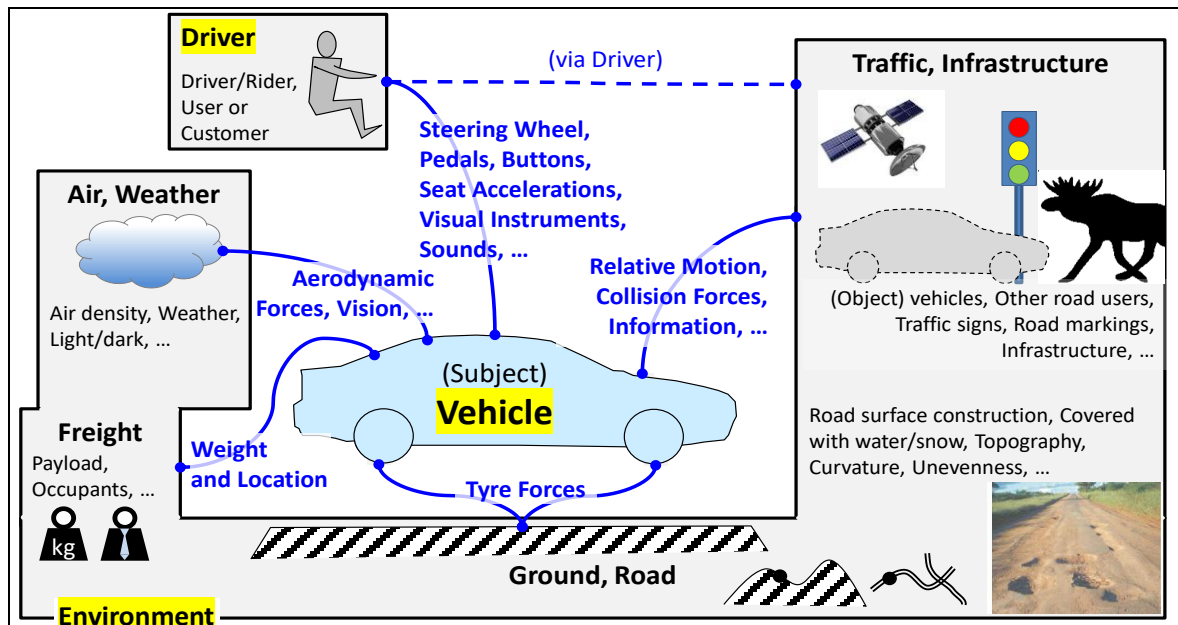 Driver
Driver/Rider,
User or
Customer
(via Driver)
Traffic, Infrastructure
Steering Wheel,
Pedals, Buttons,
Seat Accelerations,
Visual Instruments,
Sounds, …
Air, Weather
Air density, Weather,
Light/dark, …
Aerodynamic
Forces, Vision, …
Relative Motion,
Collision Forces,
Information, …
(Object) vehicles, Other road users,
Traffic signs, Road markings,
Infrastructure, …
(Subject)
Vehicle
Freight
Payload,
Occupants, …
kg
Weight
and Location
Tyre Forces
Road surface construction, Covered
with water/snow, Topography,
Curvature, Unevenness, …
Ground, Road
Environment